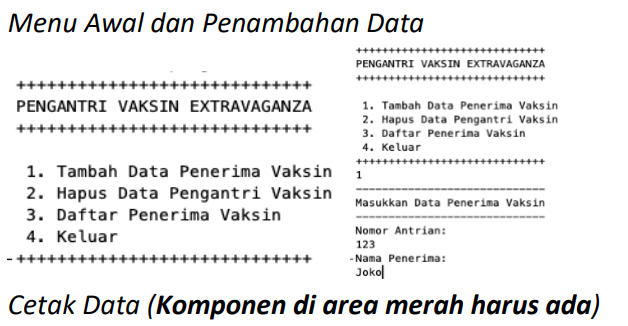 Menu Awal dan Penambahan Data
+++++++++++++++++++++++++++++
PENGANTRI VAKSIN EXTRAVAGANZA
+++++++++++++++++++++++++++++
1. Tambah Data Penerima Vaksin
2. Hapus Data Pengantri Vaksin
3. Daftar Penerima Vaksin
4. Keluar
-+++++++++++++++++++++++++++++
+++++++++++++++++++++++++++++
PENGANTRI VAKSIN EXTRAVAGANZA
+++++++++++++++++++++++++++++
1. Tambah Data Penerima Vaksin
2. Hapus Data Pengantri Vaksin
3. Daftar Penerima Vaksin
4. Keluar
+++++++++++++++++++++++++++++
1
-----------------------------
Masukkan Data Penerima Vaksin
-----------------------------
Nomor Antrian:
123
-Nama Penerima:
Joko
Cetak Data (Komponen di area merah harus ada)